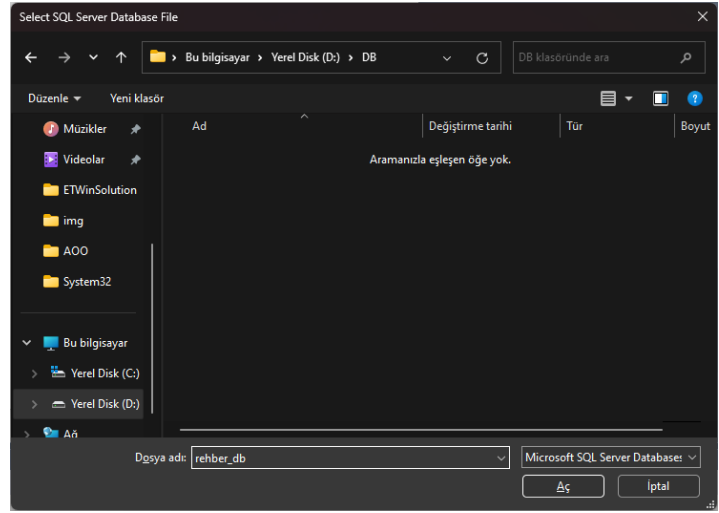 Select SQL Server Database File
Bu bilgisayar > Yerel Disk (D:) > DB
DB klasöründe ara
Düzenle
Yeni klasör
Ad
Değiştirme tarihi
Tür
Boyut
Aramanızla eşleşen öğe yok.
Müzikler
Videolar
ETWinSolution
img
AOO
System32
Bu bilgisayar
Yerel Disk (C:)
Yerel Disk (D:)
Ağ
Dosya adı:
rehber_db
Microsoft SQL Server Databases
Aç
İptal